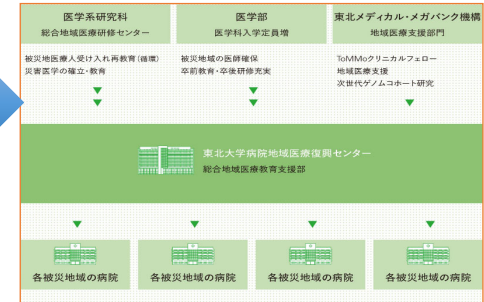 医学系研究科
総合地域医療研修センター
被災地医療人受け入れ再教育(循環)
災害医学の確立・教育
医学部
医学科入学定員増
被災地の医師確保
卒前教育・卒後研修充実
東北メディカル・メガバンク機構
地域医療支援部門
ToMMoクリニカルフェロー
地域医療支援
次世代ゲノムコホート研究
東北大学病院地域医療復興センター
総合地域医療教育支援部
各被災地域の病院
各被災地域の病院
各被災地域の病院
各被災地域の病院